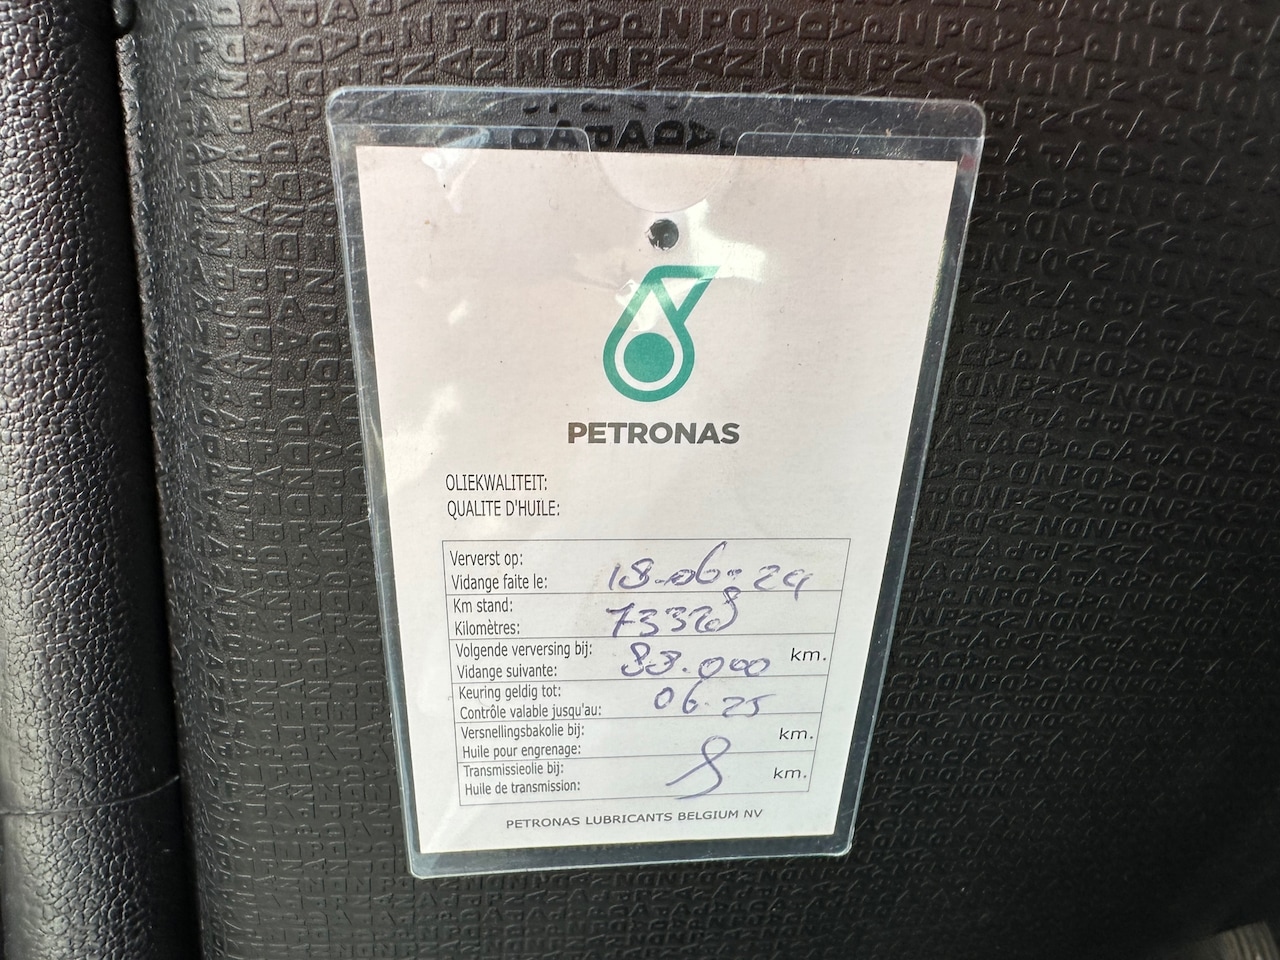 PETRONAS
OLIEKWALITEIT:
QUALITE D'HUILE:
Ververst op:
Vidange faite le: 18-06-24
Km stand:
Kilomètres: 73328
Volgende verversing bij:
Vidange suivante: 83.000 km.
Keuring geldig tot:
Contrôle valable jusqu'au: 06-25
Versnellingsbakolie bij:
Huile pour engrenage: km.
Transmissieolie bij:
Huile de transmission: km.
PETRONAS LUBRICANTS BELGIUM NV